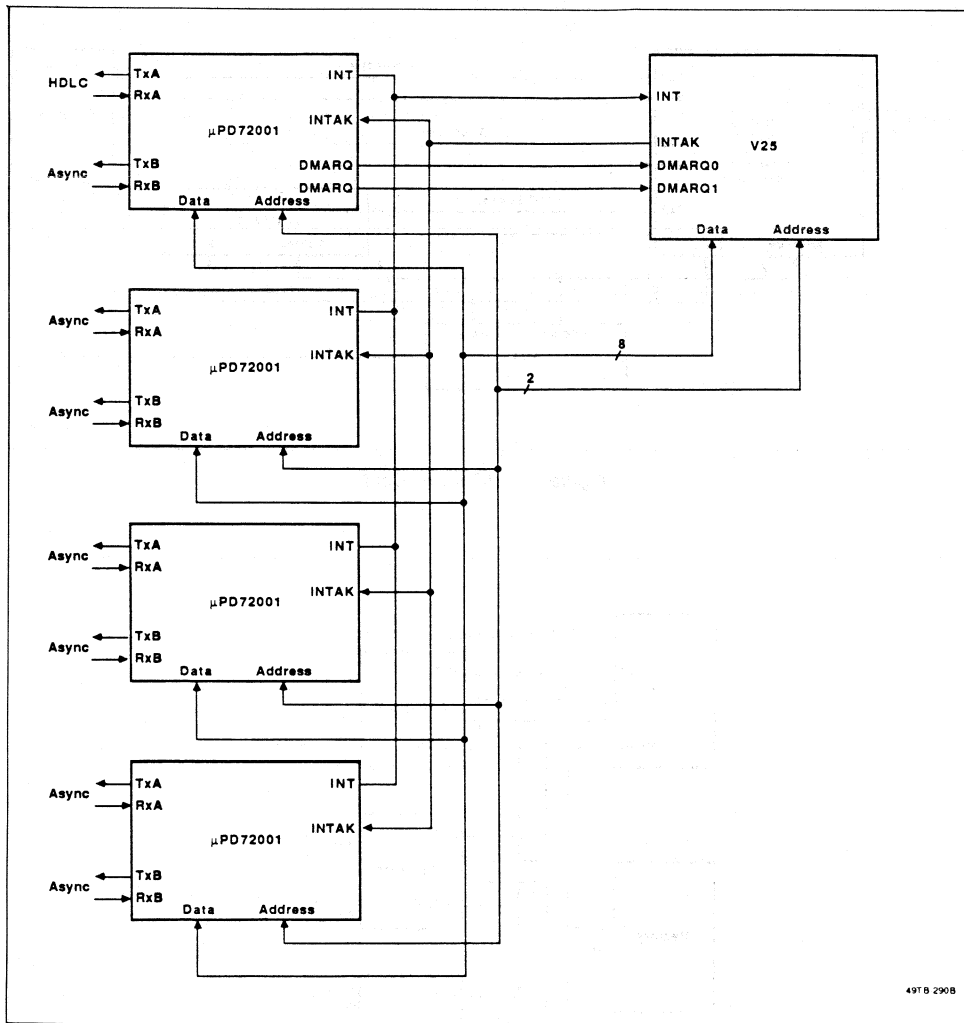 HDLC
TxA
RxA
INT
INTAK
μPD72001
Async
TxB
RxB
DMARQ
DMARQ
Data
Address
INT
INTAK
V25
DMARQ0
DMARQ1
Data
Address
8
2
Async
TxA
RxA
INT
INTAK
μPD72001
Async
TxB
RxB
Data
Address
Async
TxA
RxA
INT
INTAK
μPD72001
Async
TxB
RxB
Data
Address
Async
TxA
RxA
INT
INTAK
μPD72001
Async
TxB
RxB
Data
Address
49TB 290B